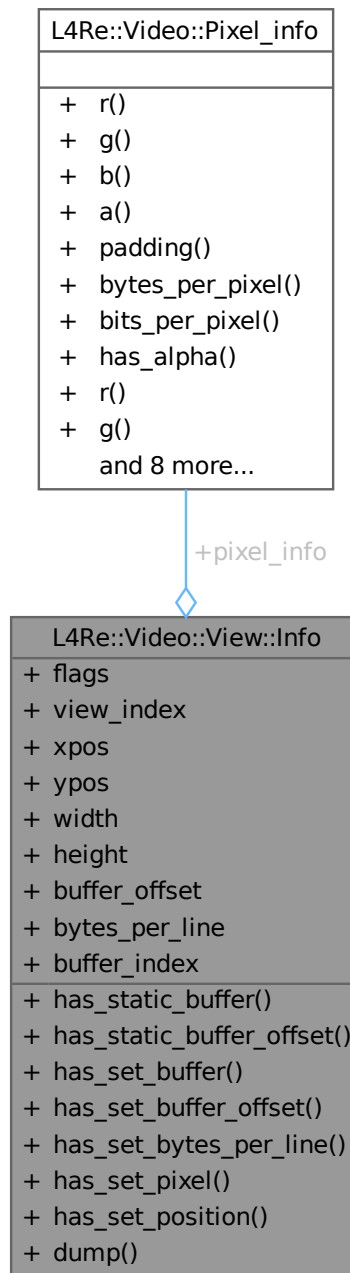 L4Re::Video::Pixel_info
+ r()
+ g()
+ b()
+ a()
+ padding()
+ bytes_per_pixel()
+ bits_per_pixel()
+ has_alpha()
+ r()
+ g()
and 8 more...
+pixel_info
L4Re::Video::View::Info
+ flags
+ view_index
+ xpos
+ ypos
+ width
+ height
+ buffer_offset
+ bytes_per_line
+ buffer_index
+ has_static_buffer()
+ has_static_buffer_offset()
+ has_set_buffer()
+ has_set_buffer_offset()
+ has_set_bytes_per_line()
+ has_set_pixel()
+ has_set_position()
+ dump()